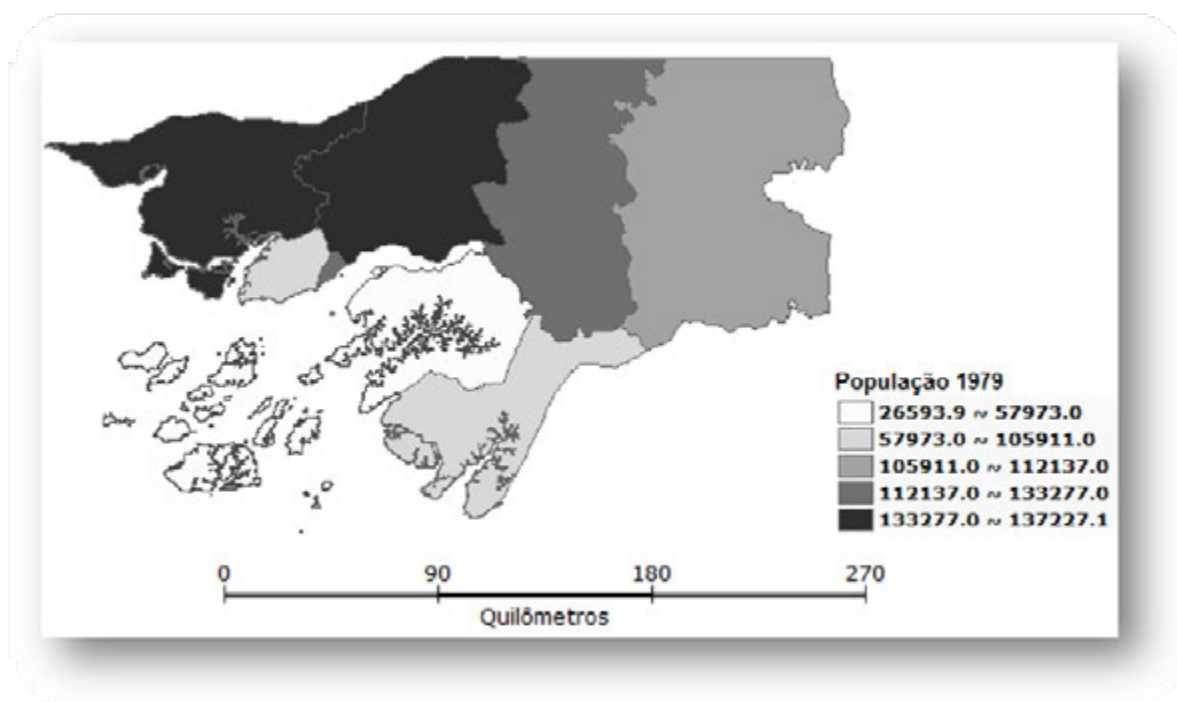 População 1979
26593.9 ~ 57973.0
57973.0 ~ 105911.0
105911.0 ~ 112137.0
112137.0 ~ 133277.0
133277.0 ~ 137227.1
0 90 180 270
Quilômetros